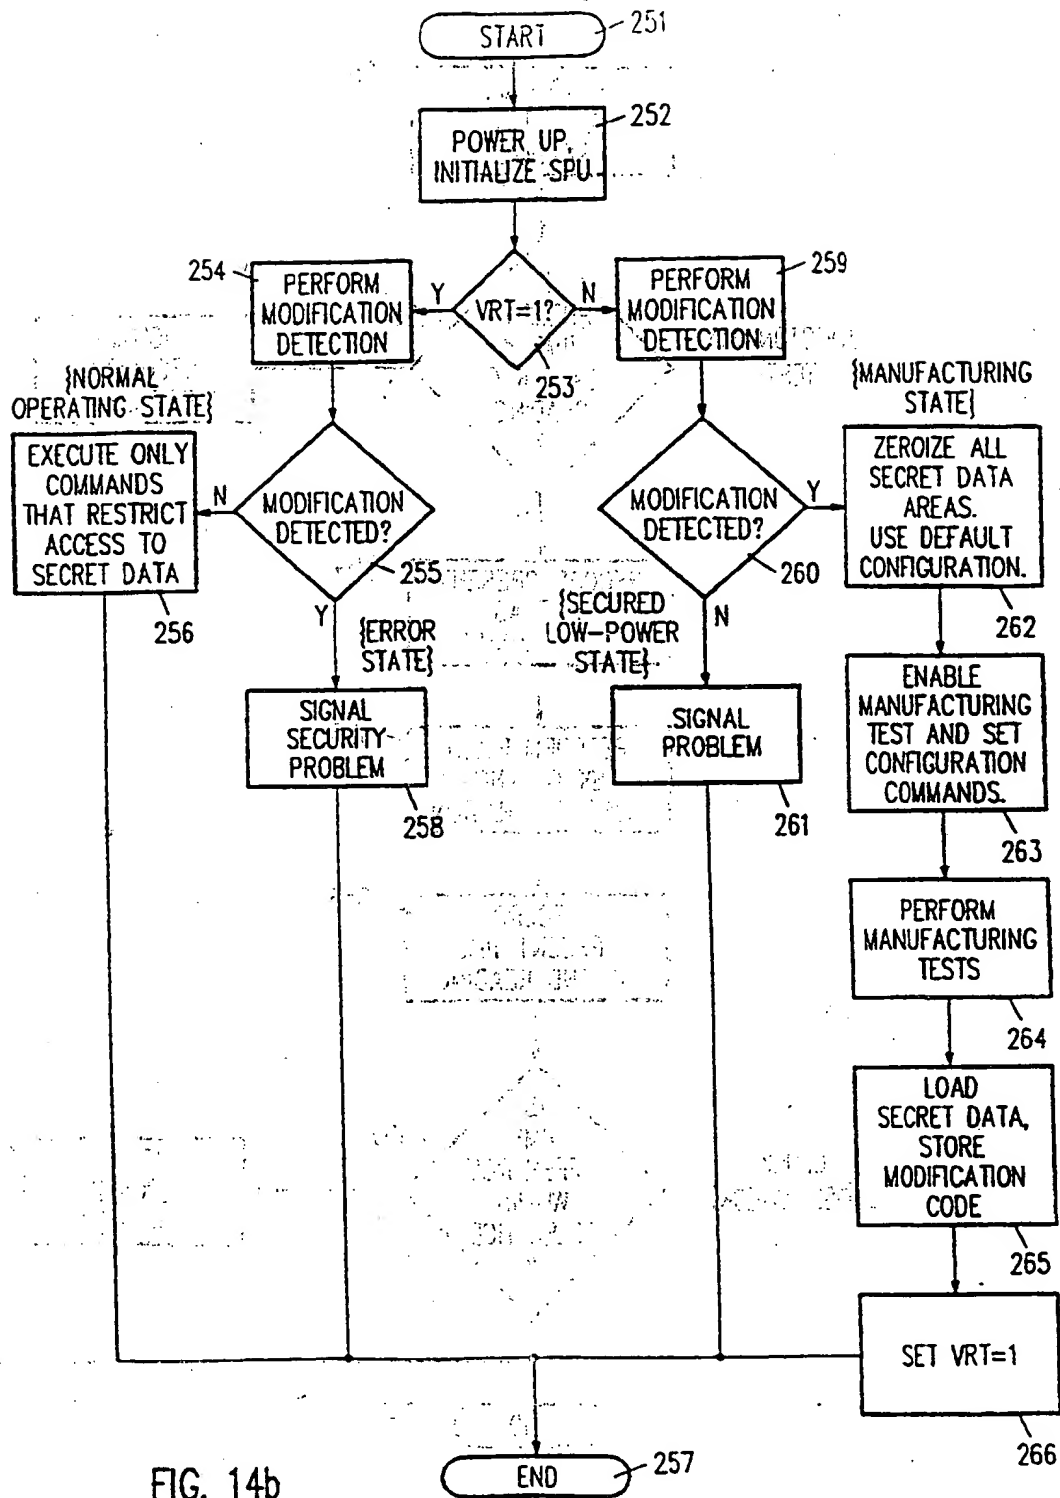 START
251
POWER UP,
INITIALIZE SPU
252
254
PERFORM
MODIFICATION
DETECTION
Y
VRT=1?
N
253
PERFORM
MODIFICATION
DETECTION
259
{NORMAL
OPERATING STATE}
EXECUTE ONLY
COMMANDS
THAT RESTRICT
ACCESS TO
SECRET DATA
256
N
MODIFICATION
DETECTED?
255
Y
{ERROR
STATE}
SIGNAL
SECURITY
PROBLEM
258
MODIFICATION
DETECTED?
260
Y
N
{SECURED
LOW-POWER
STATE}
SIGNAL
PROBLEM
261
{MANUFACTURING
STATE}
ZEROIZE ALL
SECRET DATA
AREAS.
USE DEFAULT
CONFIGURATION.
262
ENABLE
MANUFACTURING
TEST AND SET
CONFIGURATION
COMMANDS.
263
PERFORM
MANUFACTURING
TESTS
264
LOAD
SECRET DATA,
STORE
MODIFICATION
CODE
265
SET VRT=1
266
END
257
FIG. 14b